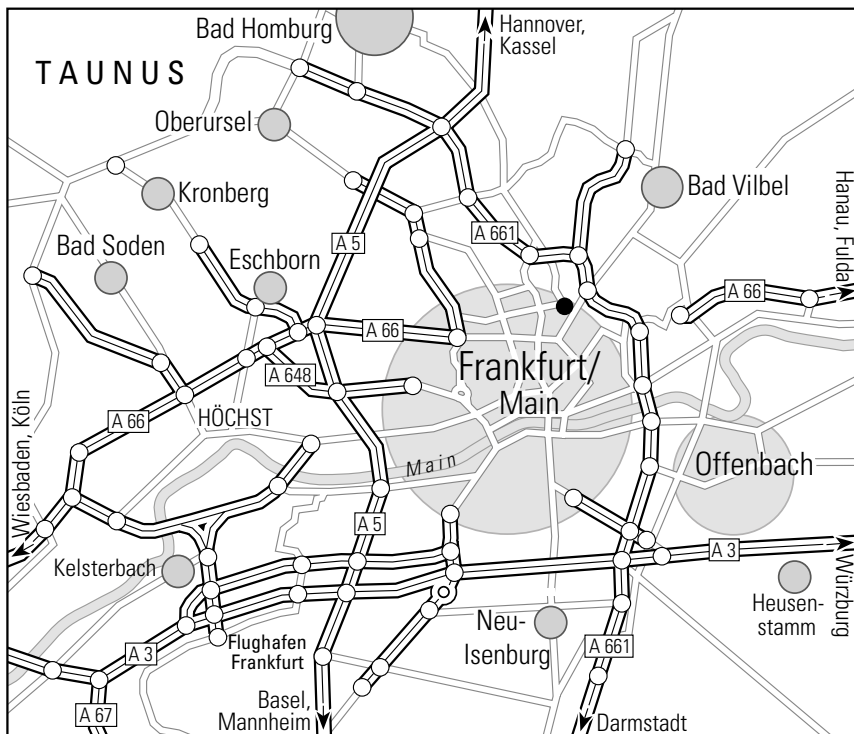 Bad Homburg
Hannover,
Kassel
TAUNUS
Oberursel
Kronberg
Bad Vilbel
Hanau, Fulda
A 661
A 5
Bad Soden
Eschborn
A 66
A 66
Frankfurt/
Main
A 648
A 66
HÖCHST
Wiesbaden, Köln
Main
Offenbach
A 5
A 3
Kelsterbach
Würzburg
Heusen-
stamm
Neu-
Isenburg
Flughafen
Frankfurt
A 3
A 661
A 67
Basel,
Mannheim
Darmstadt